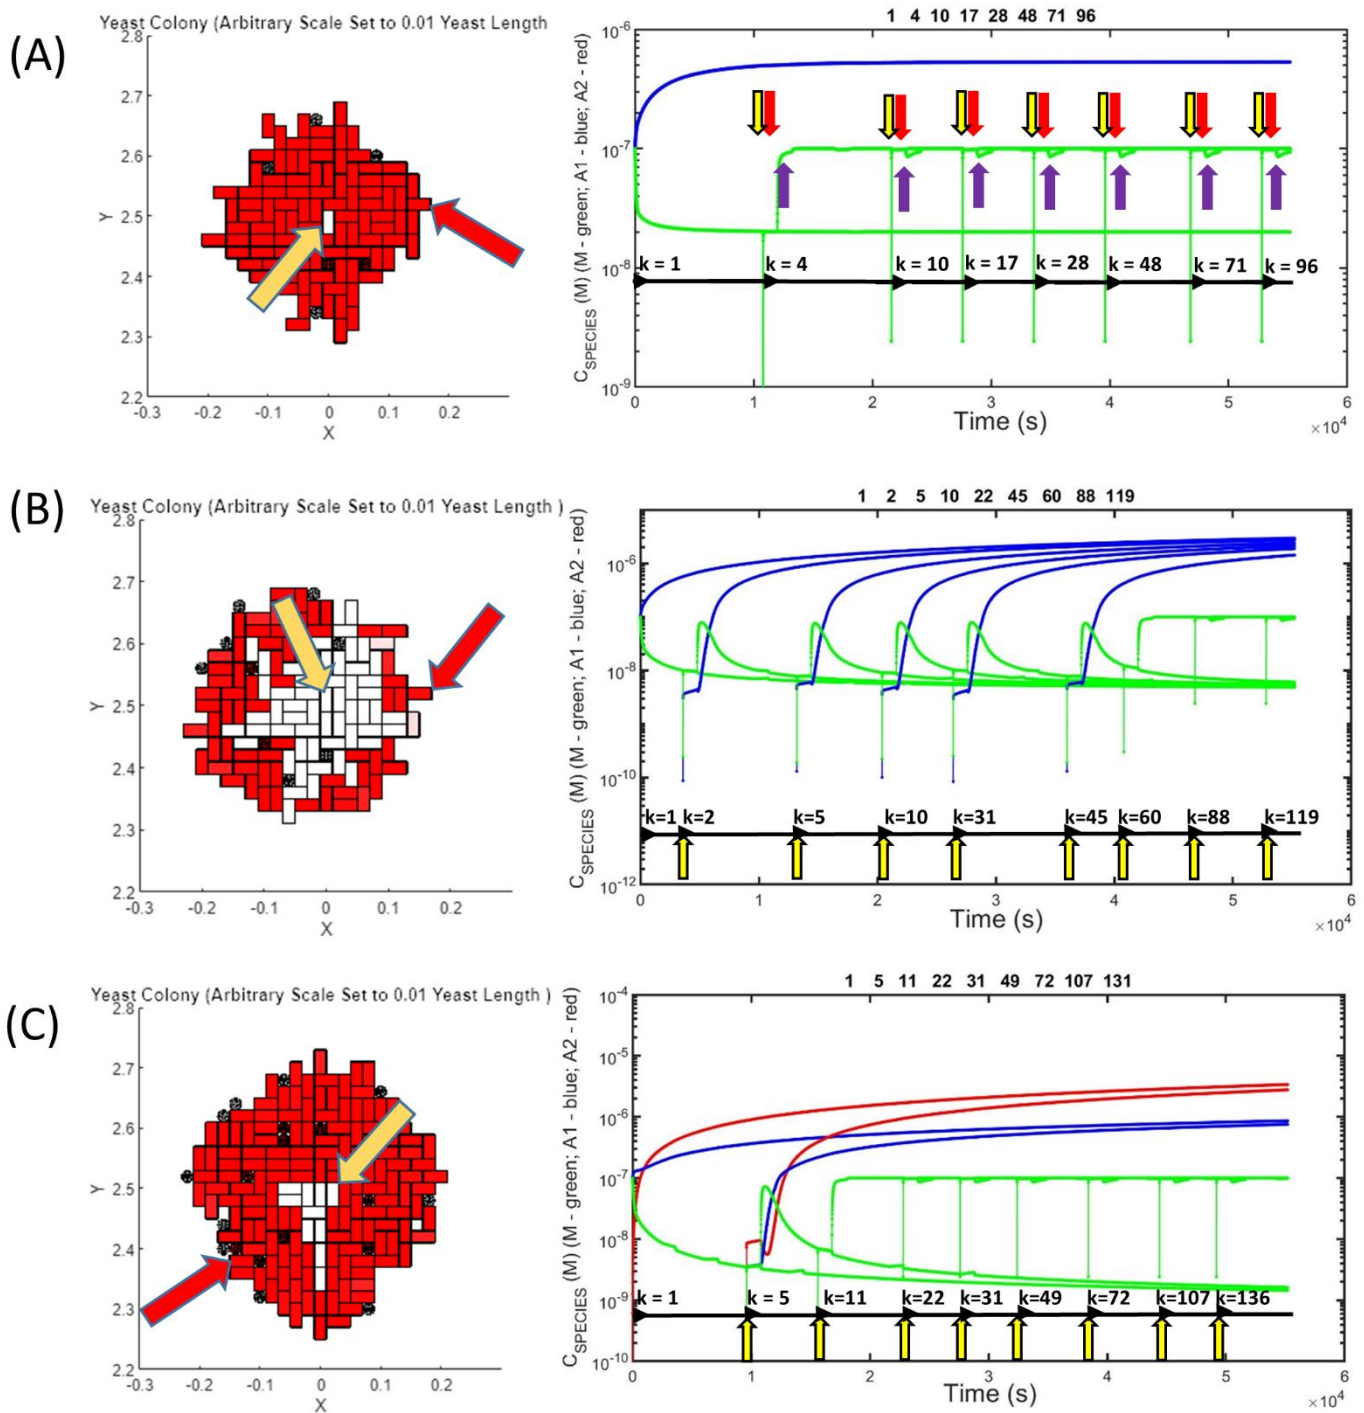 (A)
Yeast Colony (Arbitrary Scale Set to 0.01 Yeast Length
2.8
2.7
2.6
2.5
2.4
2.3
2.2
Y
-0.3 -0.2 -0.1 0 0.1 0.2
X
1 4 10 17 28 48 71 96
10-6
10-7
10-8
10-9
C SPECIES (M) (M - green; A1 - blue; A2 - red)
k = 1 k = 4 k = 10 k = 17 k = 28 k = 48 k = 71 k = 96
0 1 2 3 4 5 6
Time (s)
×10 4
(B)
Yeast Colony (Arbitrary Scale Set to 0.01 Yeast Length )
2.8
2.7
2.6
2.5
2.4
2.3
2.2
Y
-0.3 -0.2 -0.1 0 0.1 0.2
X
1 2 5 10 22 45 60 88 119
10-6
10-8
10-10
10-12
C SPECIES (M) (M - green; A1 - blue; A2 - red)
k=1 k=2 k=5 k=10 k=31 k=45 k=60 k=88 k=119
0 1 2 3 4 5 6
Time (s)
×10 4
(C)
Yeast Colony (Arbitrary Scale Set to 0.01 Yeast Length )
2.8
2.7
2.6
2.5
2.4
2.3
2.2
Y
-0.3 -0.2 -0.1 0 0.1 0.2
X
1 5 11 22 31 49 72 107 131
10-4
10-5
10-6
10-7
10-8
10-9
10-10
C SPECIES (M) (M - green; A1 - blue; A2 - red)
k = 1 k = 5 k=11 k=22 k=31 k=49 k=72 k=107 k=136
0 1 2 3 4 5 6
Time (s)
×10 4